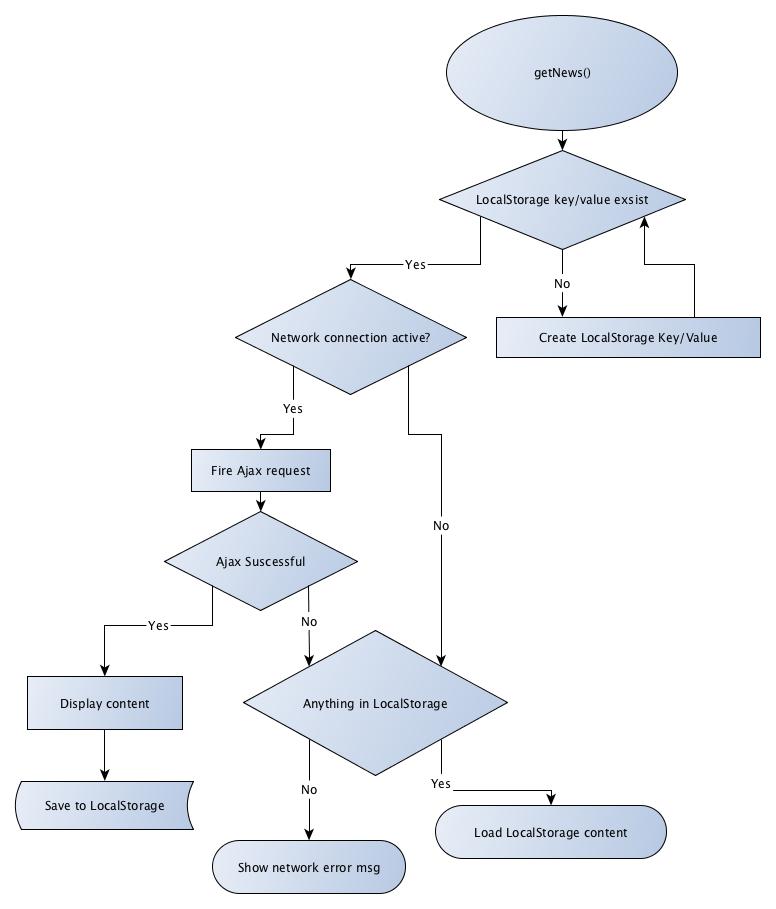 getNews()
LocalStorage key/value exsist
Yes
No
Network connection active?
Create LocalStorage Key/Value
Yes
Fire Ajax request
No
Ajax Suscessful
Yes
No
Display content
Anything in LocalStorage
No
Yes
Save to LocalStorage
Load LocalStorage content
Show network error msg